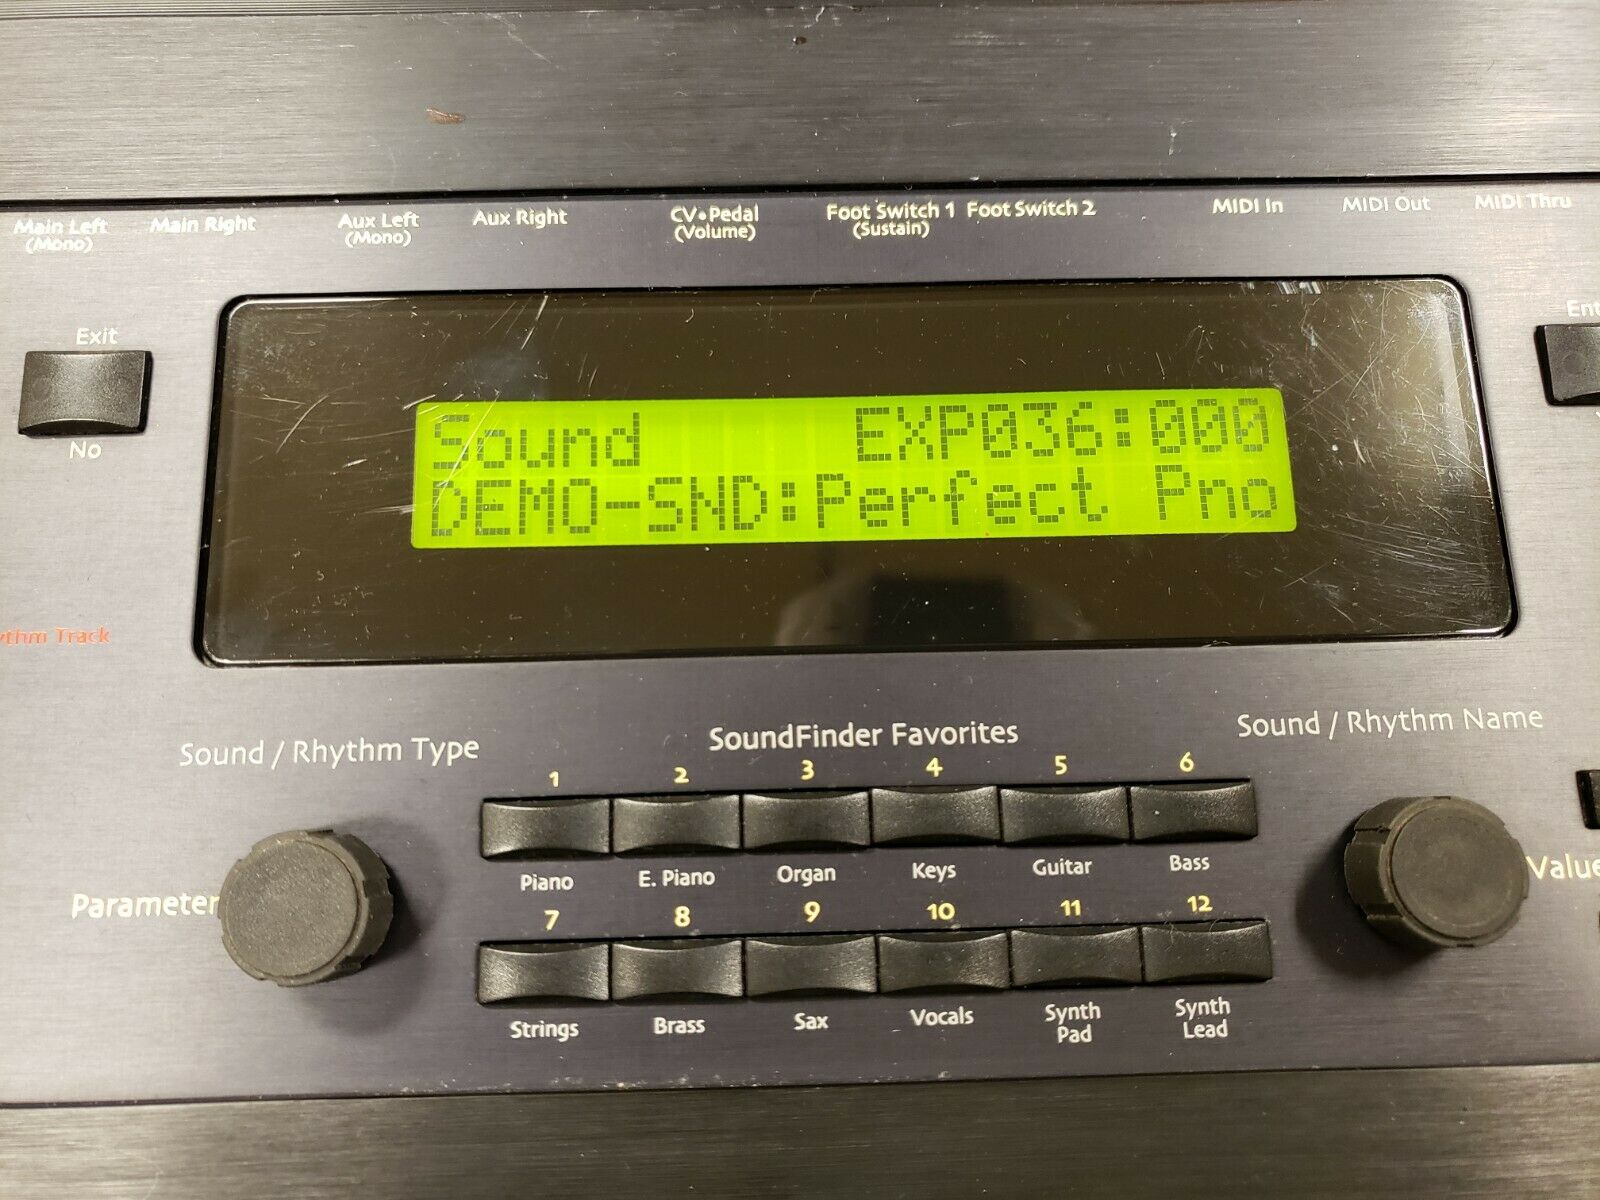 Main Left Main Right Aux Left Aux Right CV•Pedal Foot Switch 1 Foot Switch 2 MIDI In MIDI Out MIDI Thru
(Mono) (Mono) (Volume) (Sustain)
Exit
No
Sound EXP036:000
DEMO-SND:Perfect Pno
Track
Sound / Rhythm Type
SoundFinder Favorites
Sound / Rhythm Name
1 2 3 4 5 6
Piano E. Piano Organ Keys Guitar Bass
Parameter
Value
7 8 9 10 11 12
Strings Brass Sax Vocals Synth Pad Synth Lead